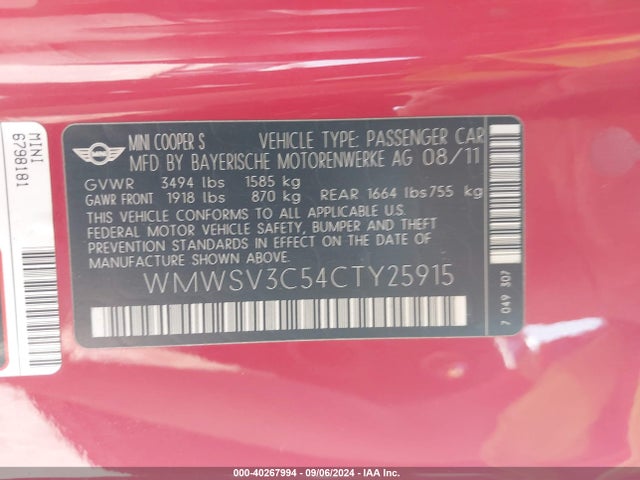 MINI COOPER S VEHICLE TYPE: PASSENGER CAR
MFD BY BAYERISCHE MOTORENWERKE AG 08/11
GVWR 3494 lbs 1585 kg
GAWR FRONT 1918 lbs 870 kg REAR 1664 lbs 755 kg
THIS VEHICLE CONFORMS TO ALL APPLICABLE U.S.
FEDERAL MOTOR VEHICLE SAFETY, BUMPER AND THEFT
PREVENTION STANDARDS IN EFFECT ON THE DATE OF
MANUFACTURE SHOWN ABOVE.
WMWSV3C54CTY25915
7 049 307
MINI
6798181
000-40267994 - 09/06/2024 - IAA Inc.